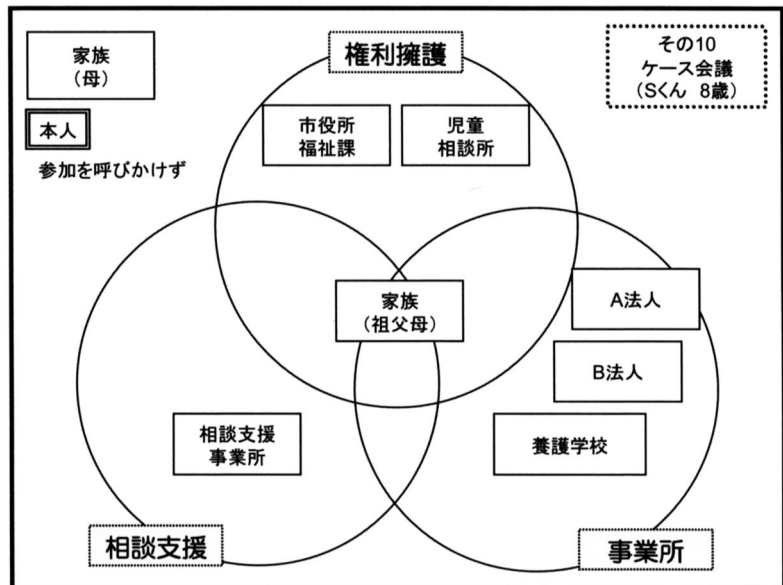 家族
（母）
本人
参加を呼びかけず
権利擁護
その10
ケース会議
（Sくん 8歳）
市役所
福祉課
児童
相談所
家族
（祖父母）
A法人
B法人
養護学校
相談支援
事業所
相談支援
事業所